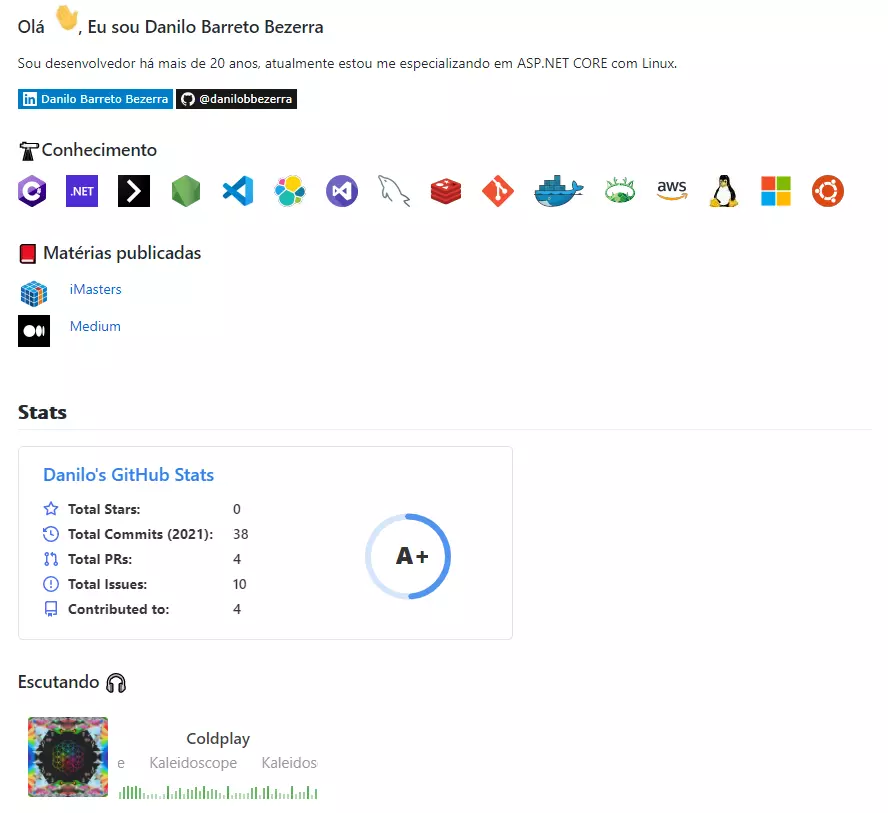 Olá 👋, Eu sou Danilo Barreto Bezerra
Sou desenvolvedor há mais de 20 anos, atualmente estou me especializando em ASP.NET CORE com Linux.
in Danilo Barreto Bezerra @danilobbezerra
Conhecimento
.NET aws
Matérias publicadas
iMasters
Medium
Stats
Danilo's GitHub Stats
Total Stars: 0
Total Commits (2021): 38
Total PRs: 4
Total Issues: 10
Contributed to: 4
A+
Escutando
Coldplay
e Kaleidoscope Kaleidos